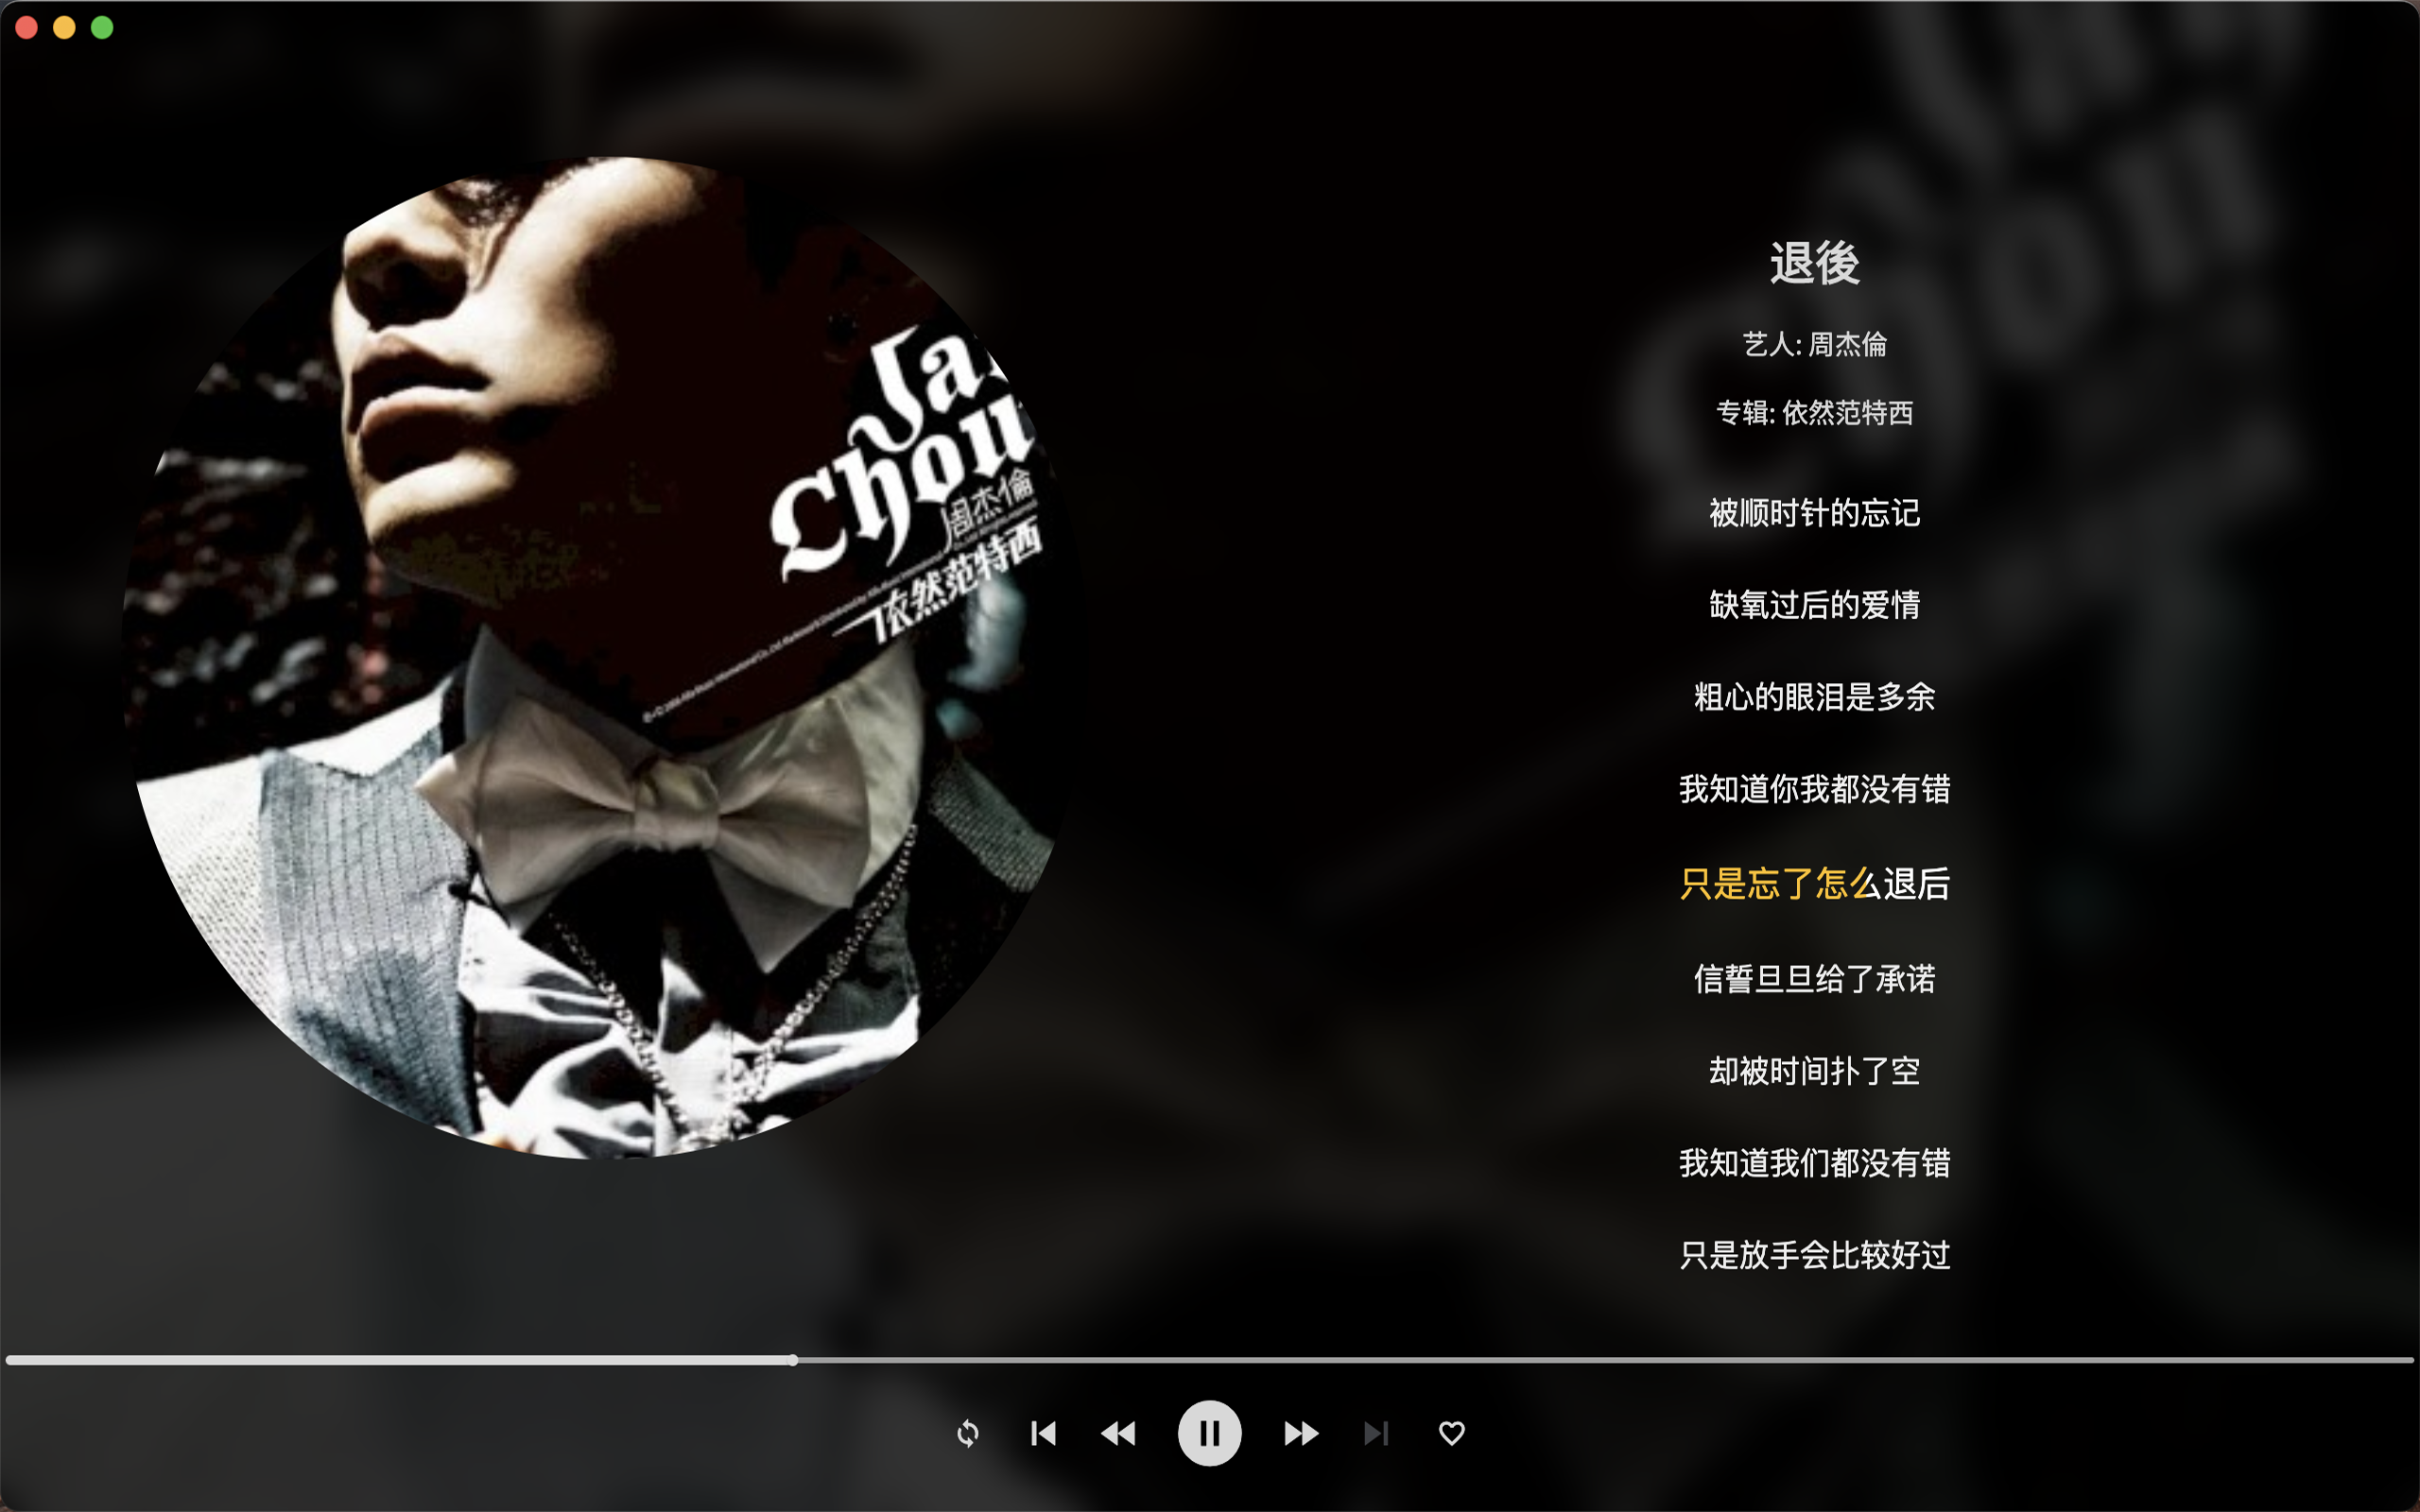 Ja
Chou
周杰倫
依然范特西
退後
艺人: 周杰倫
专辑: 依然范特西
被顺时针的忘记
缺氧过后的爱情
粗心的眼泪是多余
我知道你我都没有错
只是忘了怎么退后
信誓旦旦给了承诺
却被时间扑了空
我知道我们都没有错
只是放手会比较好过